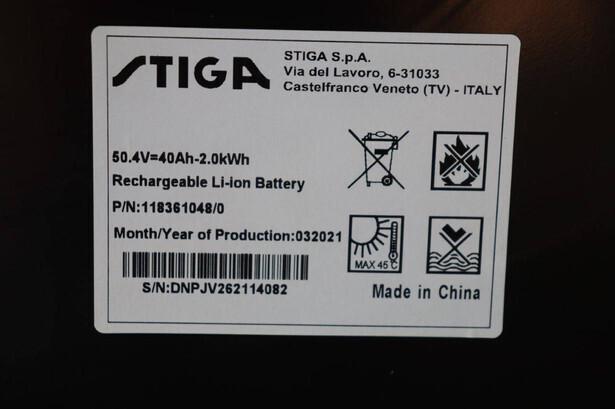 STIGA
STIGA S.p.A.
Via del Lavoro, 6-31033
Castelfranco Veneto (TV) - ITALY
50.4V=40Ah-2.0kWh
Rechargeable Li-ion Battery
P/N:118361048/0
Month/Year of Production:032021
MAX 45°C
S/N:DNPJV262114082
Made in China